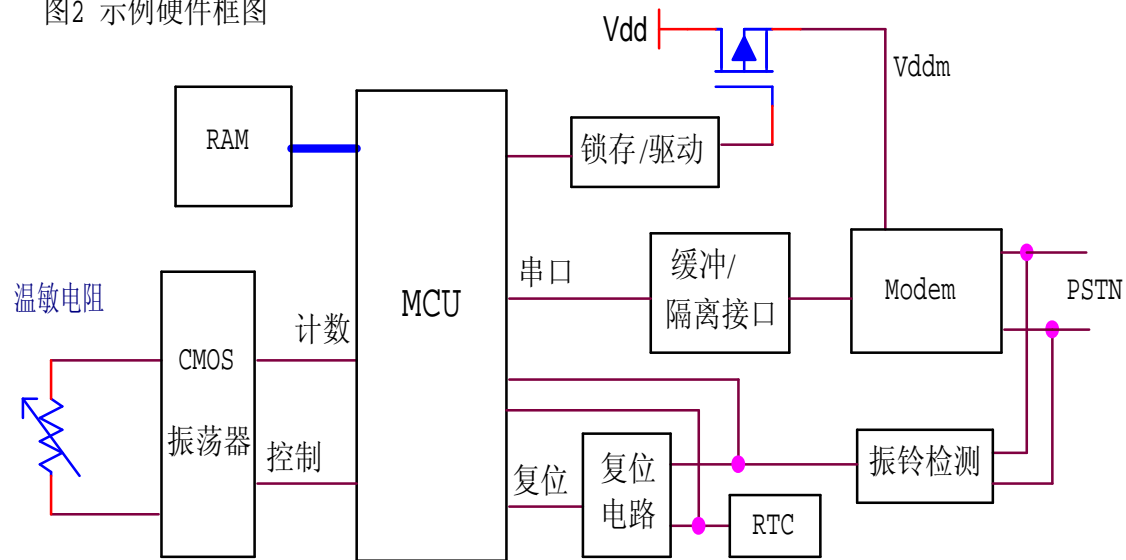 图2 示例硬件框图
Vdd
Vddm
RAM
锁存/驱动
MCU
串口
缓冲/
隔离接口
Modem
PSTN
温敏电阻
CMOS
振荡器
计数
控制
复位
复位
电路
RTC
振铃检测